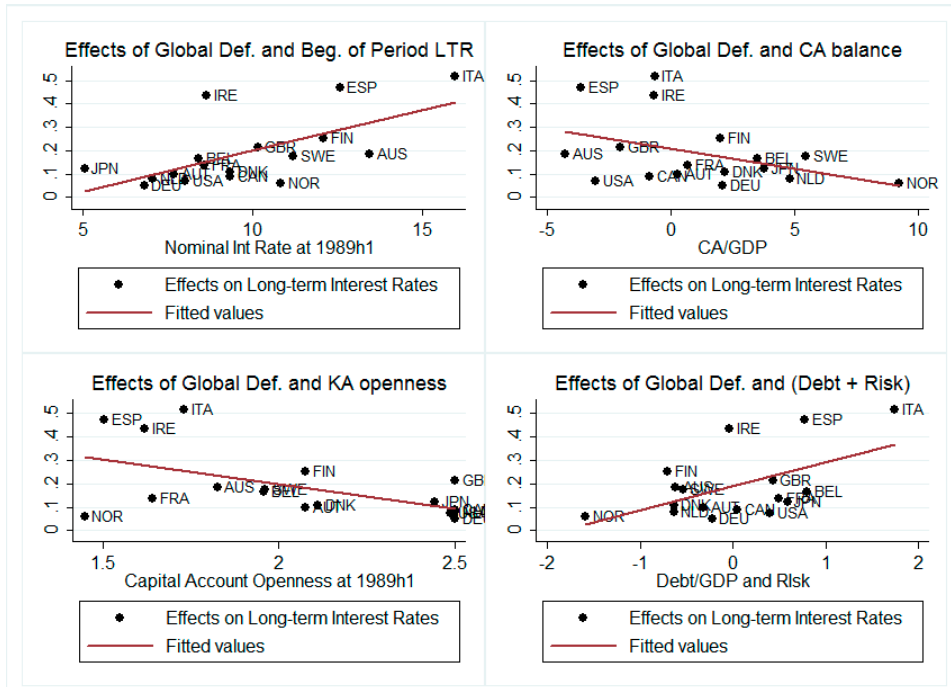 Effects of Global Def. and Beg. of Period LTR
.5
.4
.3
.2
.1
0
ITA
ESP
IRE
FIN
GBR
SWE
AUS
BEL
FRA
JPN
AUT
DNK
NLD
USA
CAN
DEU
NOR
5
10
15
Nominal Int Rate at 1989h1
Effects on Long-term Interest Rates
Fitted values
Effects of Global Def. and CA balance
.5
.4
.3
.2
.1
0
ITA
ESP
IRE
FIN
GBR
AUS
BEL
SWE
FRA
JPN
DNK
CAN
AUT
NLD
USA
DEU
NOR
-5
0
5
10
CA/GDP
Effects on Long-term Interest Rates
Fitted values
Effects of Global Def. and KA openness
.5
.4
.3
.2
.1
0
ITA
ESP
IRE
FIN
GBR
AUS
SWE
BEL
FRA
JPN
DNK
AUT
NOR
DEU
1.5
2
2.5
Capital Account Openness at 1989h1
Effects on Long-term Interest Rates
Fitted values
Effects of Global Def. and (Debt + Risk)
.5
.4
.3
.2
.1
0
ITA
ESP
IRE
FIN
GBR
AUS
SWE
BEL
FRA
JPN
DNK
AUT
NLD
CAN
USA
NOR
DEU
-2
-1
0
1
2
Debt/GDP and RIsk
Effects on Long-term Interest Rates
Fitted values